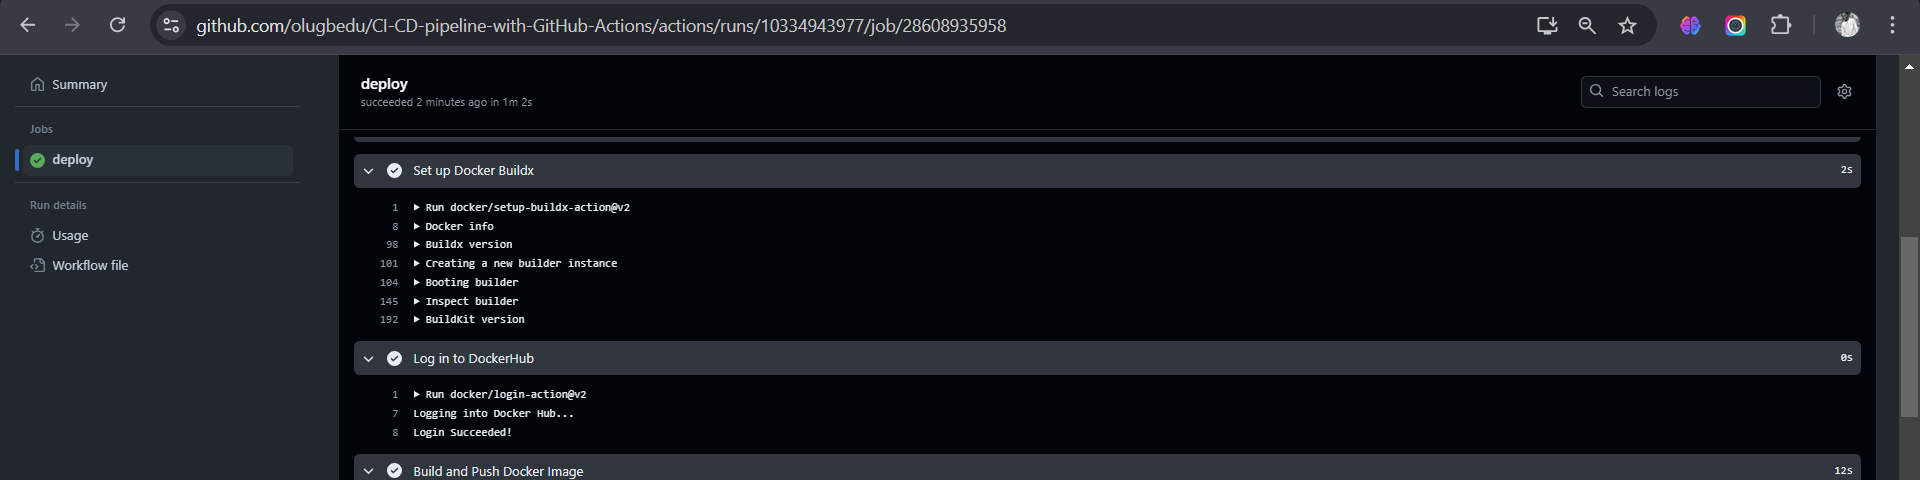 github.com/olugbedu/CI-CD-pipeline-with-GitHub-Actions/actions/runs/10334943977/job/28608935958
Summary
Jobs
deploy
Run details
Usage
Workflow file
deploy
succeeded 2 minutes ago in 1m 2s
Search logs
Set up Docker Buildx 2s
1 Run docker/setup-buildx-action@v2
8 Docker info
98 Buildx version
101 Creating a new builder instance
104 Booting builder
145 Inspect builder
192 BuildKit version
Log in to DockerHub 0s
1 Run docker/login-action@v2
7 Logging into Docker Hub...
8 Login Succeeded!
Build and Push Docker Image 12s